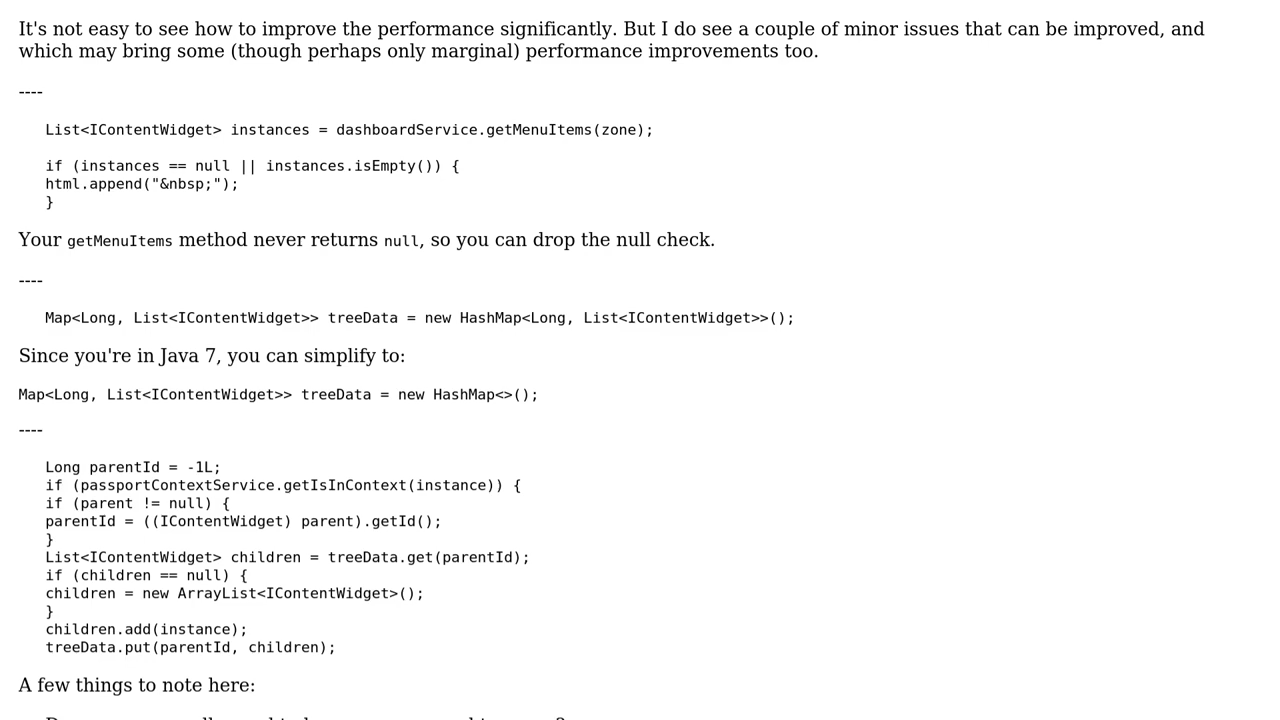 It's not easy to see how to improve the performance significantly. But I do see a couple of minor issues that can be improved, and
which may bring some (though perhaps only marginal) performance improvements too.
----
List<IContentWidget> instances = dashboardService.getMenuItems(zone);
if (instances == null || instances.isEmpty()) {
html.append("&nbsp;");
}
Your getMenuItems method never returns null, so you can drop the null check.
----
Map<Long, List<IContentWidget>> treeData = new HashMap<Long, List<IContentWidget>>();
Since you're in Java 7, you can simplify to:
Map<Long, List<IContentWidget>> treeData = new HashMap<>();
----
Long parentId = -1L;
if (passportContextService.getIsInContext(instance)) {
if (parent != null) {
parentId = ((IContentWidget) parent).getId();
}
List<IContentWidget> children = treeData.get(parentId);
if (children == null) {
children = new ArrayList<IContentWidget>();
}
children.add(instance);
treeData.put(parentId, children);
A few things to note here: